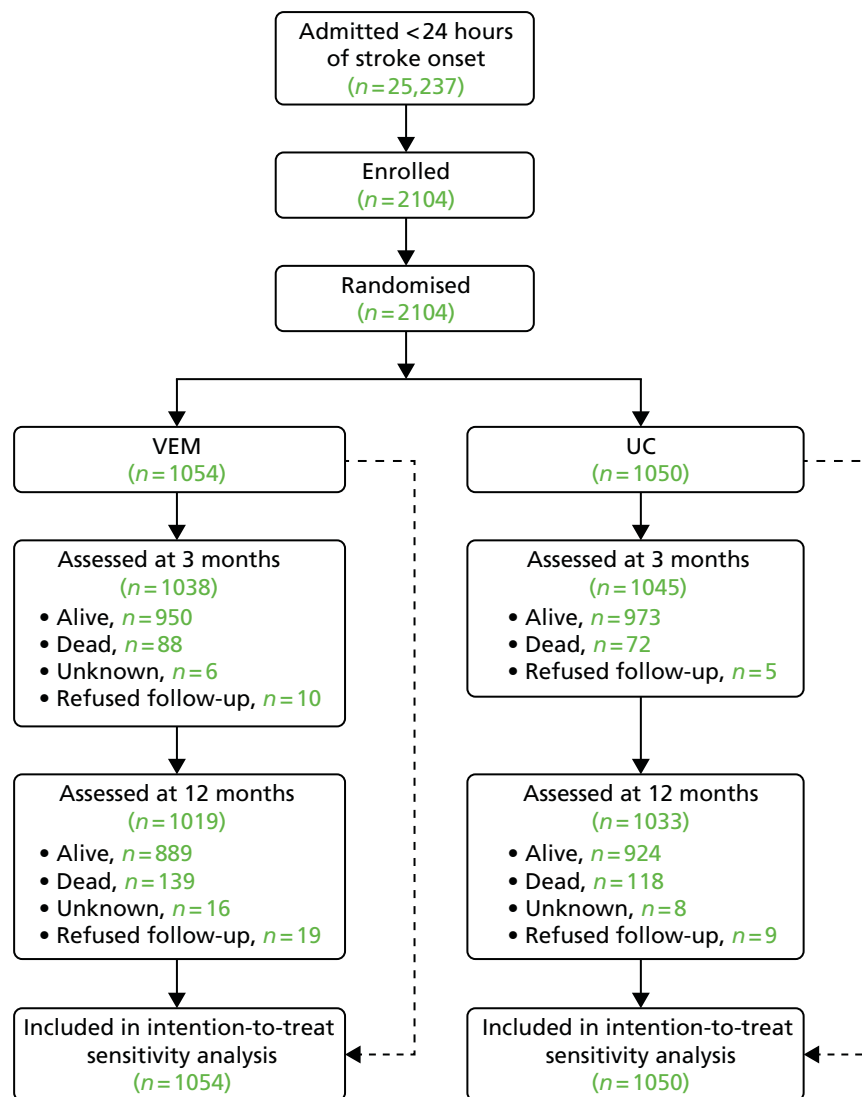 Admitted <24 hours
of stroke onset
(n=25,237)
Enrolled
(n=2104)
Randomised
(n=2104)
VEM
(n=1054)
UC
(n=1050)
Assessed at 3 months
(n=1038)
• Alive, n=950
• Dead, n=88
• Unknown, n=6
• Refused follow-up, n=10
Assessed at 3 months
(n=1045)
• Alive, n=973
• Dead, n=72
• Refused follow-up, n=5
Assessed at 12 months
(n=1019)
• Alive, n=889
• Dead, n=139
• Unknown, n=16
• Refused follow-up, n=19
Assessed at 12 months
(n=1033)
• Alive, n=924
• Dead, n=118
• Unknown, n=8
• Refused follow-up, n=9
Included in intention-to-treat
sensitivity analysis
(n=1054)
Included in intention-to-treat
sensitivity analysis
(n=1050)